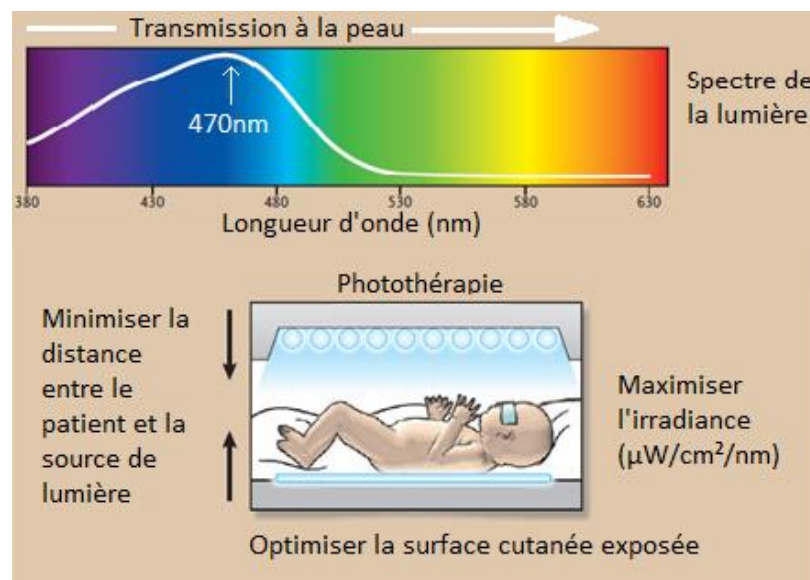 Transmission à la peau
Spectre de
la lumière
470nm
380 430 480 530 580 630
Longueur d'onde (nm)
Photothérapie
Minimiser la
distance
entre le
patient et la
source de
lumière
Maximiser
l'irradiance
(μW/cm²/nm)
Optimiser la surface cutanée exposée